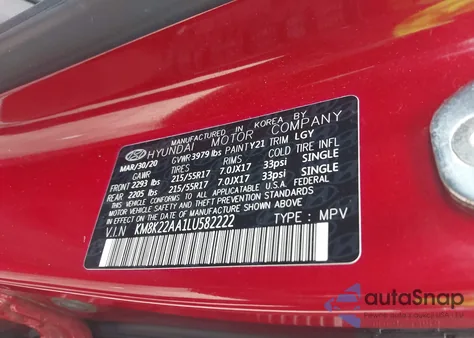 MANUFACTURED IN KOREA BY
HYUNDAI MOTOR COMPANY
MAR/30/20 GVWR 3979 lbs PAINT Y21 TRIM LGY
GAWR TIRES RIMS COLD TIRE INFL
FRONT 2293 lbs 215/55R17 7.0JX17 33psi SINGLE
REAR 2205 lbs 215/55R17 7.0JX17 33psi SINGLE
THIS VEHICLE CONFORMS TO ALL APPLICABLE U.S. FEDERAL
MOTOR VEHICLE SAFETY AND THEFT PREVENTION STANDARDS IN
EFFECT ON THE DATE OF MANUFACTURE SHOWN ABOVE.
V.I.N KM8K22AA1LU582222 TYPE : MPV
autoSnap